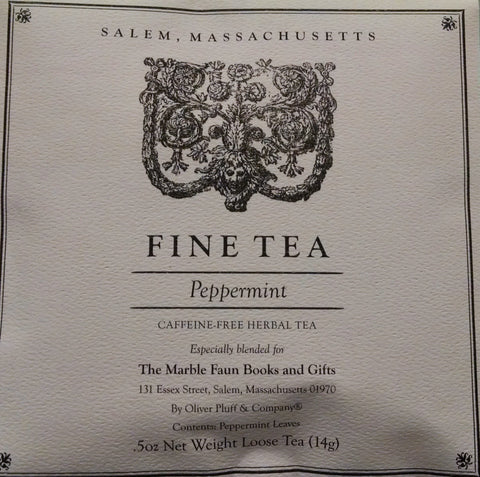 SALEM, MASSACHUSETTS
FINE TEA
Peppermint
CAFFEINE-FREE HERBAL TEA
Especially blended for
The Marble Faun Books and Gifts
131 Essex Street, Salem, Massachusetts 01970
By Oliver Pluff & Company®
Contents: Peppermint Leaves
.5oz Net Weight Loose Tea (14g)